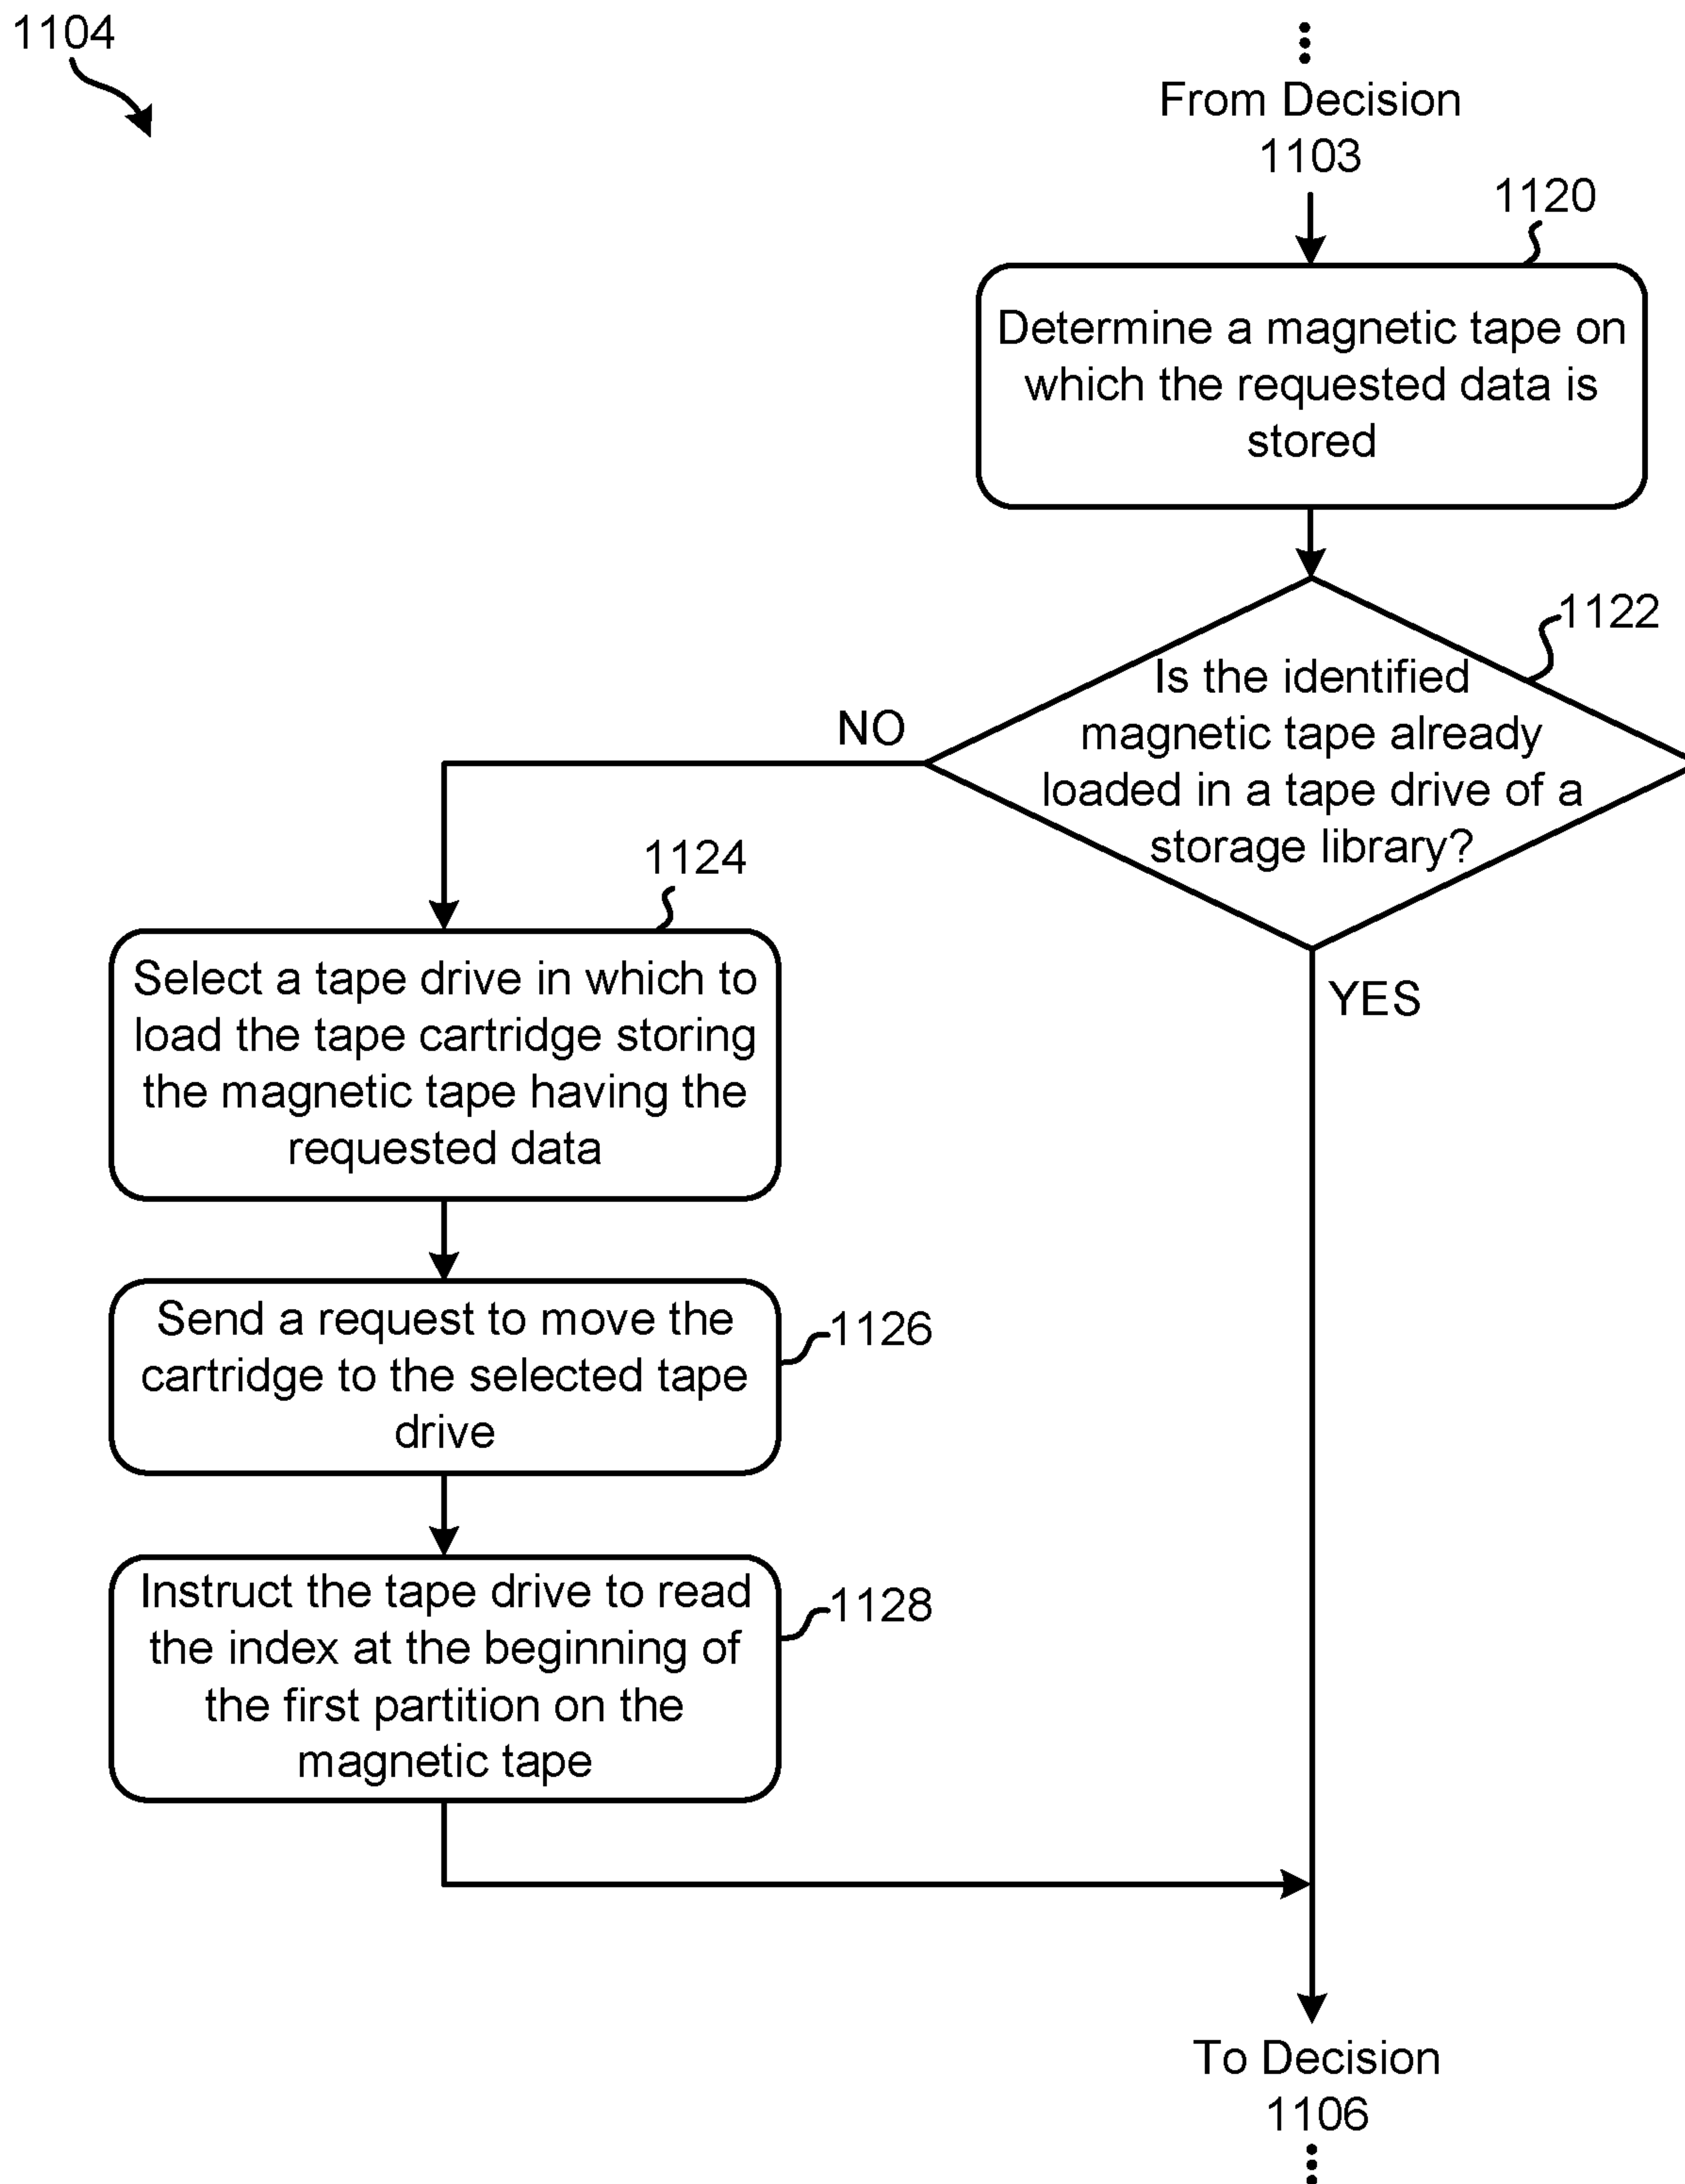 1104
From Decision
1103
1120
Determine a magnetic tape on
which the requested data is
stored
1122
Is the identified
magnetic tape already
loaded in a tape drive of a
storage library?
NO
YES
1124
Select a tape drive in which to
load the tape cartridge storing
the magnetic tape having the
requested data
Send a request to move the
cartridge to the selected tape
drive
1126
Instruct the tape drive to read
the index at the beginning of
the first partition on the
magnetic tape
1128
To Decision
1106